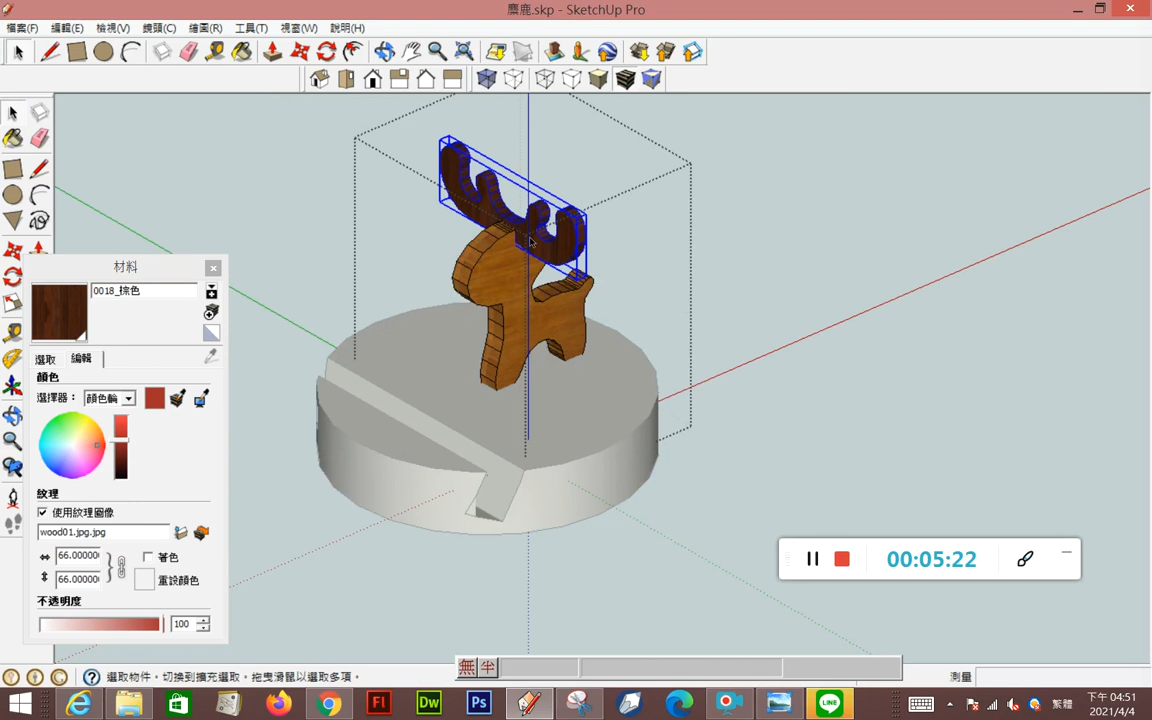 麋鹿.skp - SketchUp Pro
檔案(F) 編輯(E) 檢視(V) 鏡頭(C) 繪圖(R) 工具(T) 視窗(W) 說明(H)
材料
0018_棕色
選取 編輯
顏色
選擇器： 顏色輪
紋理
使用紋理圖像
wood01.jpg.jpg
66.00000 著色
66.00000 重設顏色
不透明度
100
00:05:22
無 半
選取物件。切換到擴充選取。拖曳滑鼠以選取多項。 測量
Fl Dw Ps LINE 繁體 下午 04:51
2021/4/4